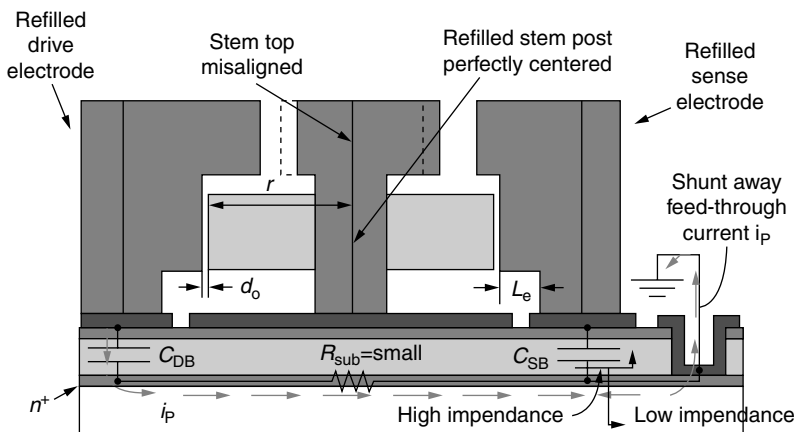 Refilled
drive
electrode
Stem top
misaligned
Refilled stem post
perfectly centered
Refilled
sense
electrode
r
Shunt away
feed-through
current iP
do
Le
CDB
Rsub=small
CSB
n+
iP
High impendance
Low impendance